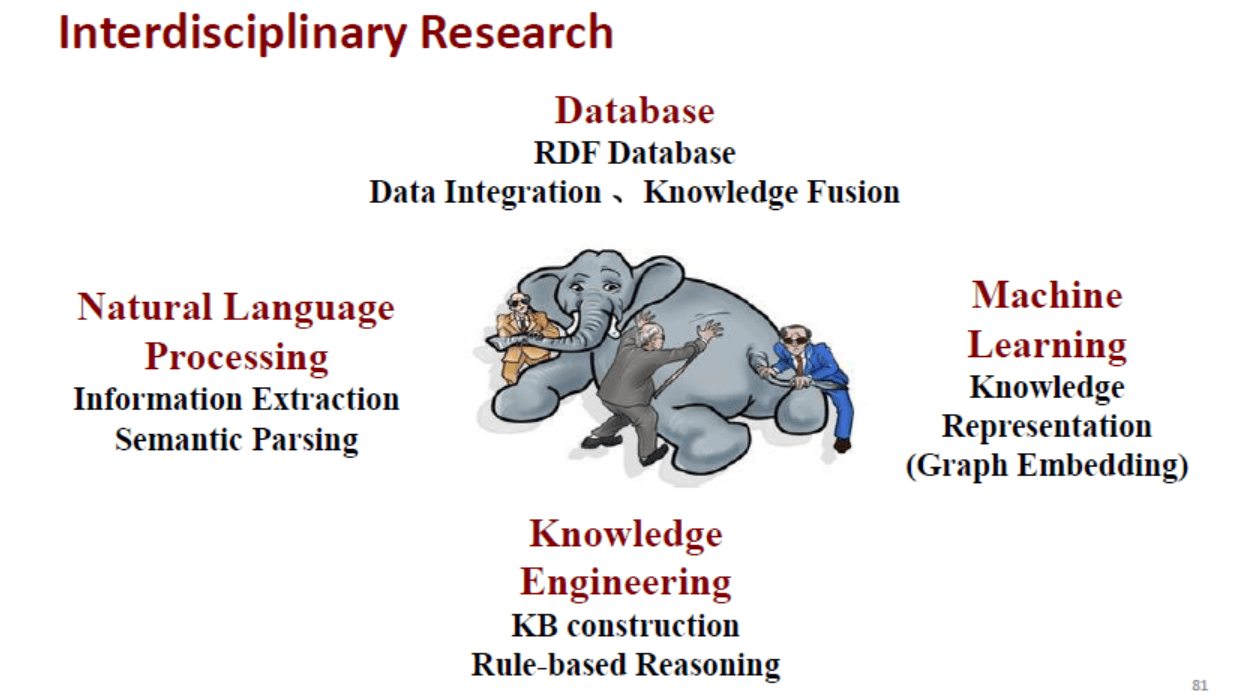 Interdisciplinary Research
Database
RDF Database
Data Integration 、 Knowledge Fusion
Natural Language
Processing
Information Extraction
Semantic Parsing
Machine
Learning
Knowledge
Representation
(Graph Embedding)
Knowledge
Engineering
KB construction
Rule-based Reasoning
81